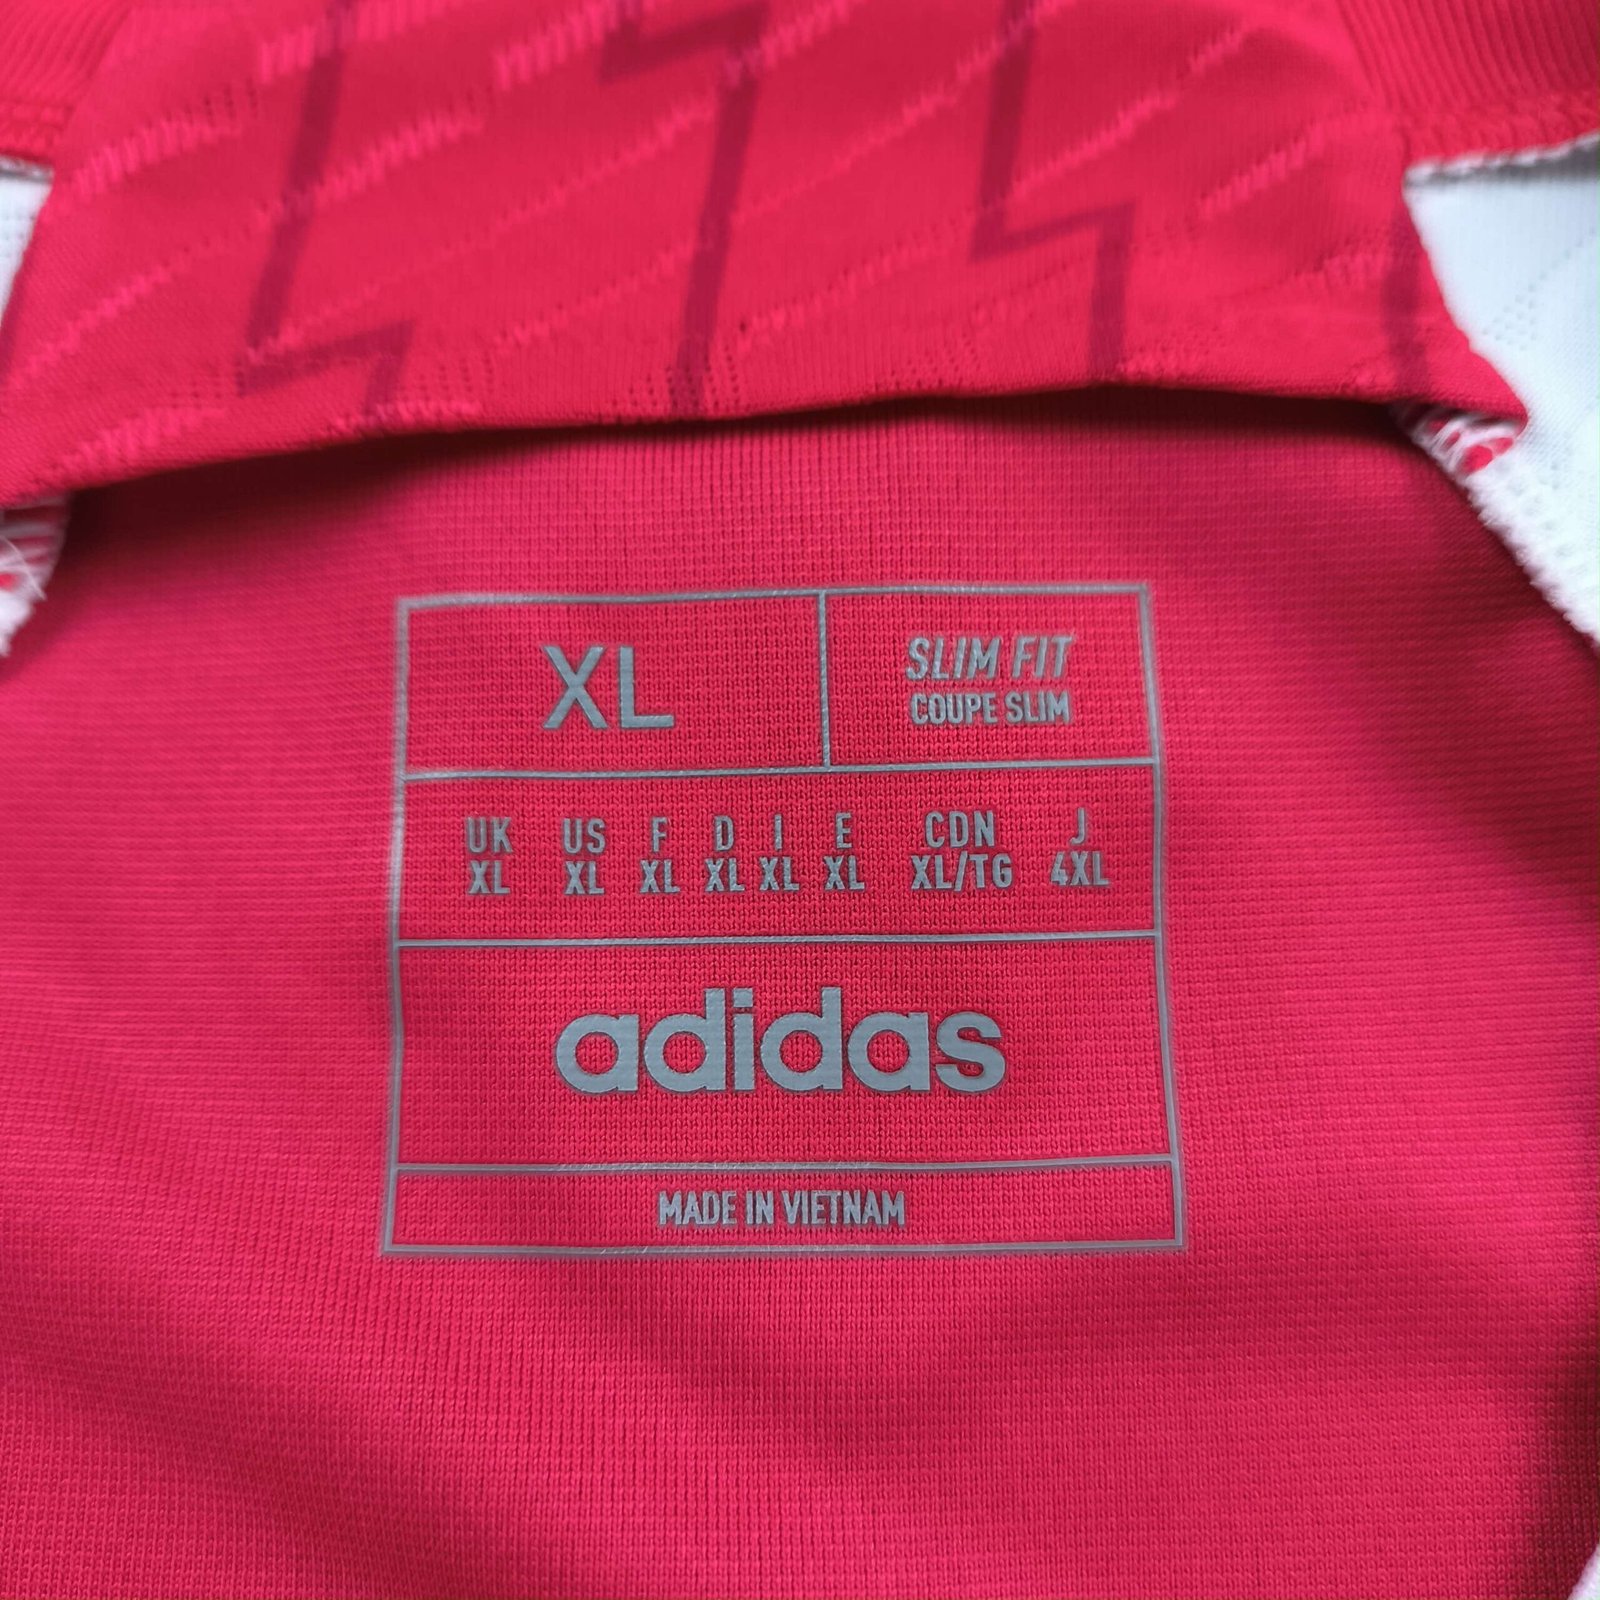 XL
SLIM FIT
COUPE SLIM
UK US F D I E CDN J
XL XL XL XL XL XL XL/TG 4XL
adidas
MADE IN VIETNAM